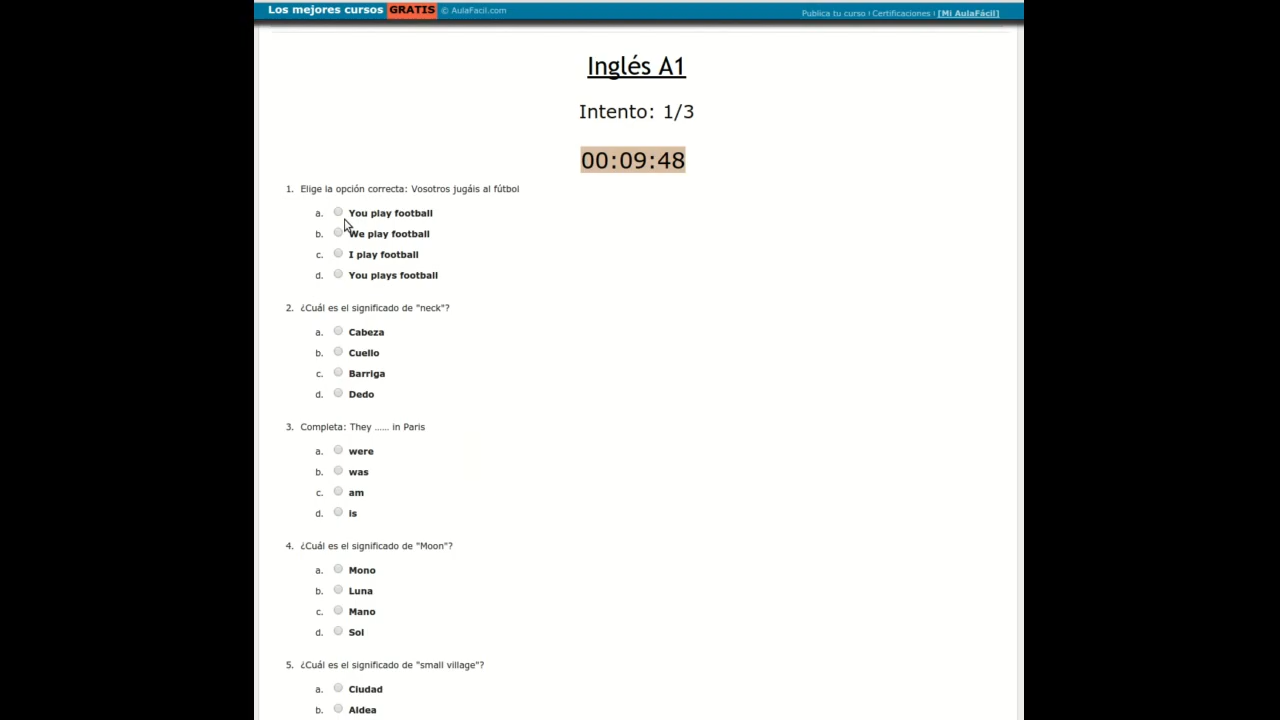 Los mejores cursos GRATIS © AulaFacil.com
Publica tu curso | Certificaciones | [Mi AulaFácil]
Inglés A1
Intento: 1/3
00:09:48
1. Elige la opción correcta: Vosotros jugáis al fútbol
a. You play football
b. We play football
c. I play football
d. You plays football
2. ¿Cuál es el significado de "neck"?
a. Cabeza
b. Cuello
c. Barriga
d. Dedo
3. Completa: They ...... in Paris
a. were
b. was
c. am
d. is
4. ¿Cuál es el significado de "Moon"?
a. Mono
b. Luna
c. Mano
d. Sol
5. ¿Cuál es el significado de "small village"?
a. Ciudad
b. Aldea